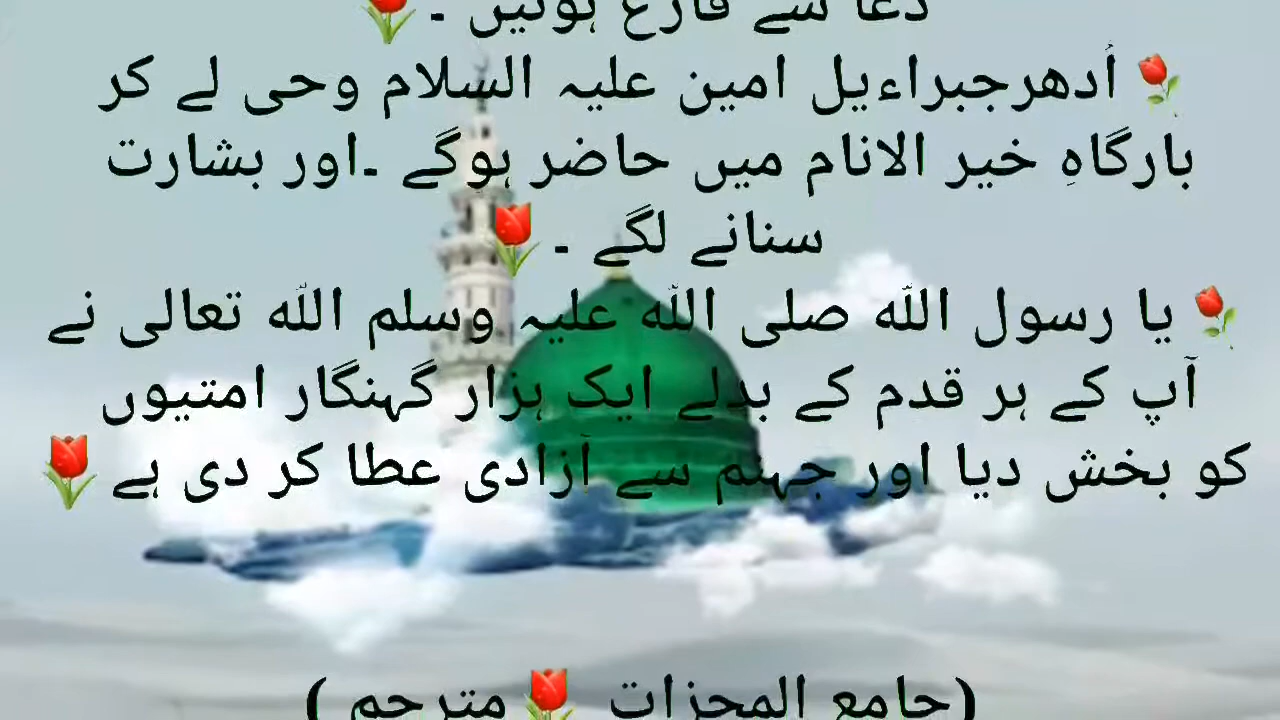 دعا سے فارغ ہوئیں ۔🌷
🌹 اُدھرجبراءیل امین علیہ السلام وحی لے کر
بارگاہِ خیر الانام میں حاضر ہوگے ۔اور بشارت
سنانے لگے ۔ 🌷
🌹 یا رسول اللہ صلی اللہ علیہ وسلم اللہ تعالی نے
آپ کے ہر قدم کے بدلے ایک ہزار گہنگار امتیوں
کو بخش دیا اور جہنم سے آزادی عطا کر دی ہے 🌷
(جامع المحزات 🌷مترجم )